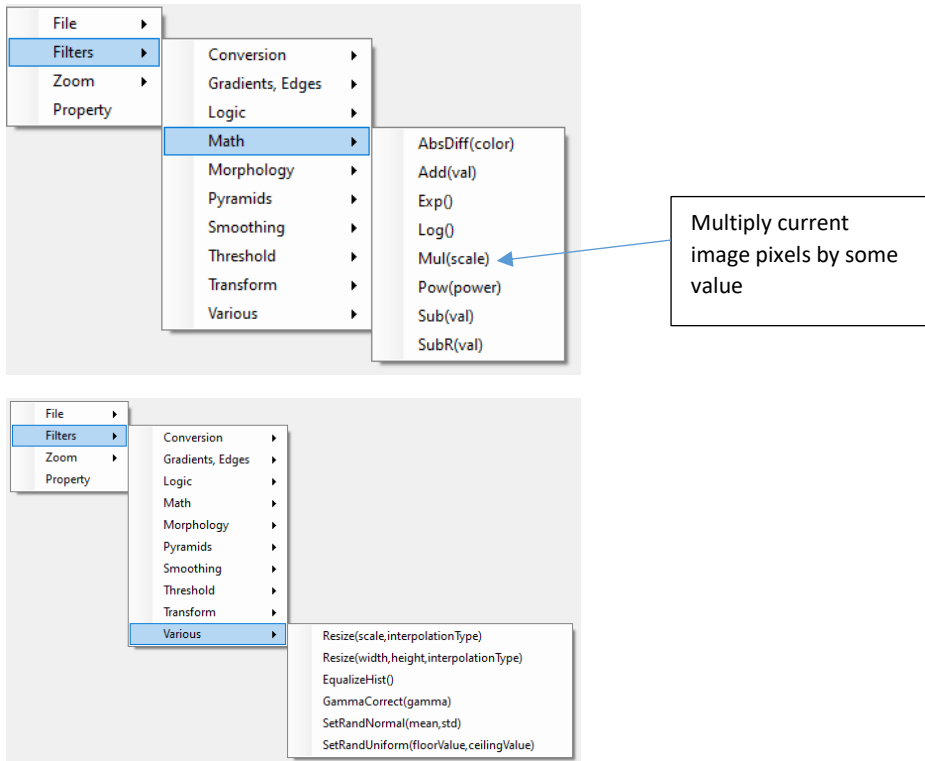 File
Filters
Zoom
Property
Conversion
Gradients, Edges
Logic
Math
Morphology
Pyramids
Smoothing
Threshold
Transform
Various
AbsDiff(color)
Add(val)
Exp()
Log()
Mul(scale)
Pow(power)
Sub(val)
SubR(val)
Multiply current
image pixels by some
value
File
Filters
Zoom
Property
Conversion
Gradients, Edges
Logic
Math
Morphology
Pyramids
Smoothing
Threshold
Transform
Various
Resize(scale,interpolationType)
Resize(width,height,interpolationType)
EqualizeHist()
GammaCorrect(gamma)
SetRandNormal(mean,std)
SetRandUniform(floorValue,ceilingValue)